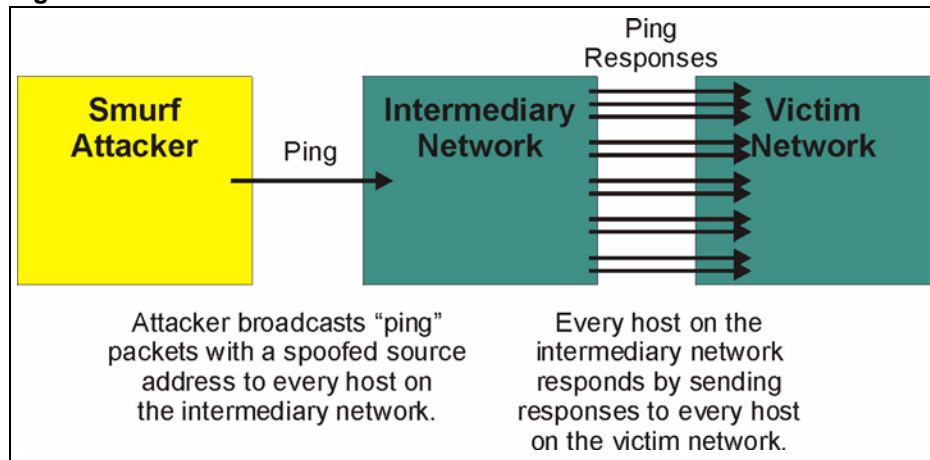 Ping
Responses
Smurf
Attacker
Ping
Intermediary
Network
Victim
Network
Attacker broadcasts “ping”
packets with a spoofed source
address to every host on
the intermediary network.
Every host on the
intermediary network
responds by sending
responses to every host
on the victim network.